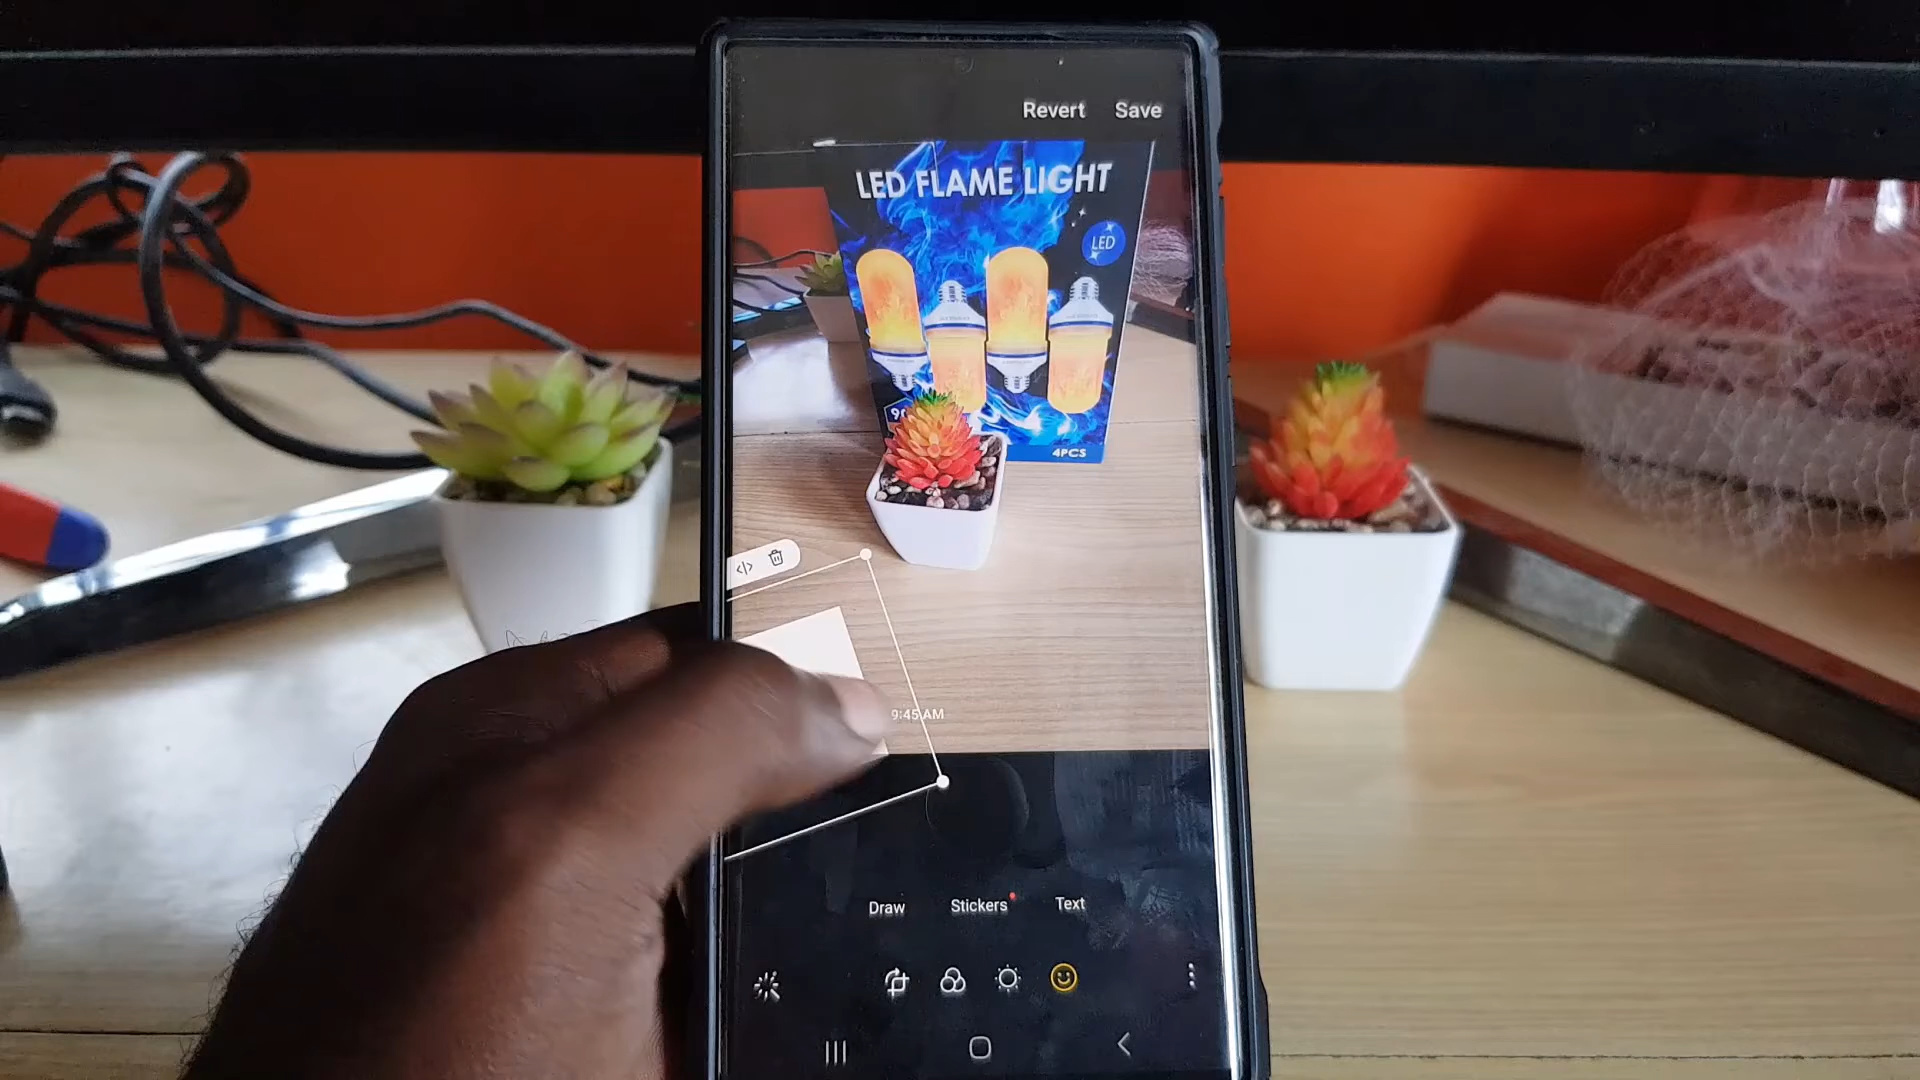 Revert Save
LED FLAME LIGHT
LED
4PCS
9:45 AM
Draw Stickers Text